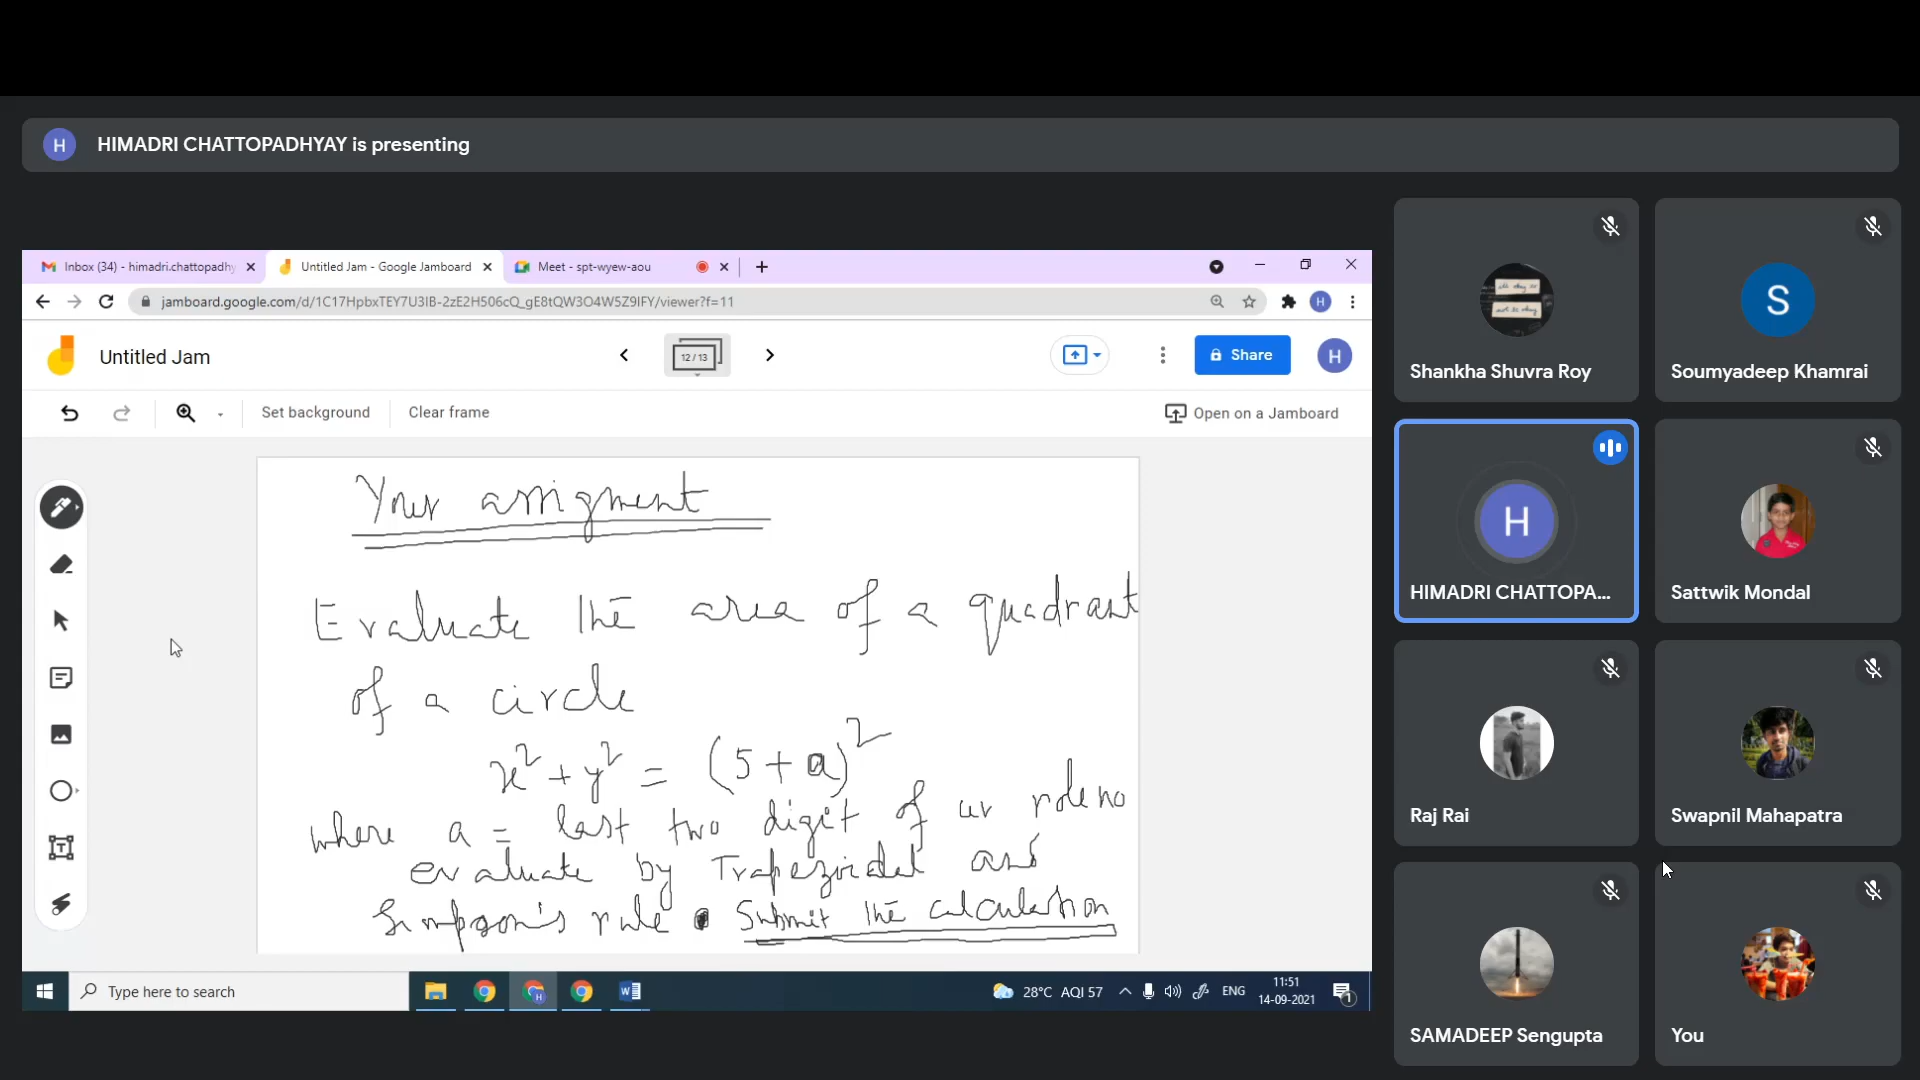 HIMADRI CHATTOPADHYAY is presenting
H
Inbox (34) - himadri.chattopadhy
Untitled Jam - Google Jamboard
Meet - spt-wyew-aou
jamboard.google.com/d/1C17HpbxTEY7U3IB-2zE2H506cQ_gE8tQW3O4W5Z9IFY/viewer?f=11
H
Untitled Jam
12 / 13
Share
H
Set background
Clear frame
Open on a Jamboard
Your assigment
Evaluate the area of a quadrant
of a circle
x² + y² = (5 + a)²
where a = last two digit of ur role no
evaluate by Trapezoidal and
Simpson's rule Submit the calculation
Type here to search
28°C AQI 57
ENG
11:51
14-09-2021
1
Shankha Shuvra Roy
S
Soumyadeep Khamrai
H
HIMADRI CHATTOPA...
Sattwik Mondal
Raj Rai
Swapnil Mahapatra
SAMADEEP Sengupta
You